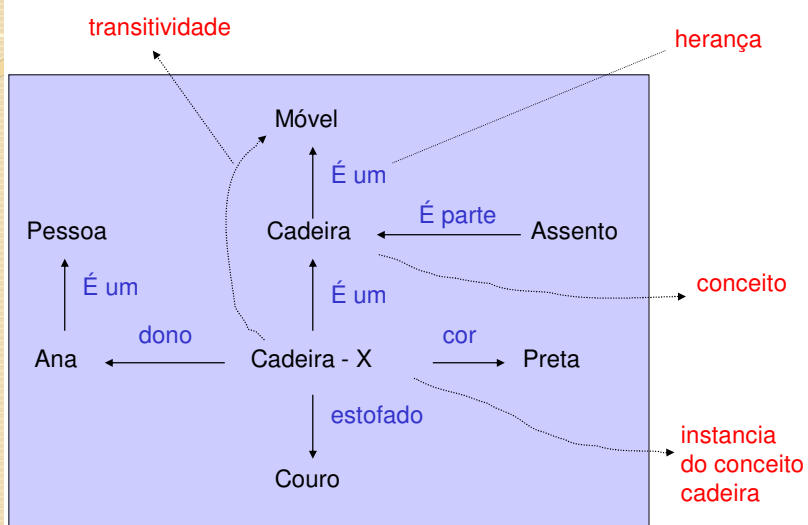 transitividade
herança
Móvel
É um
É parte
Pessoa
Cadeira
Assento
É um
É um
conceito
dono
cor
Ana
Cadeira - X
Preta
estofado
instancia
do conceito
cadeira
Couro